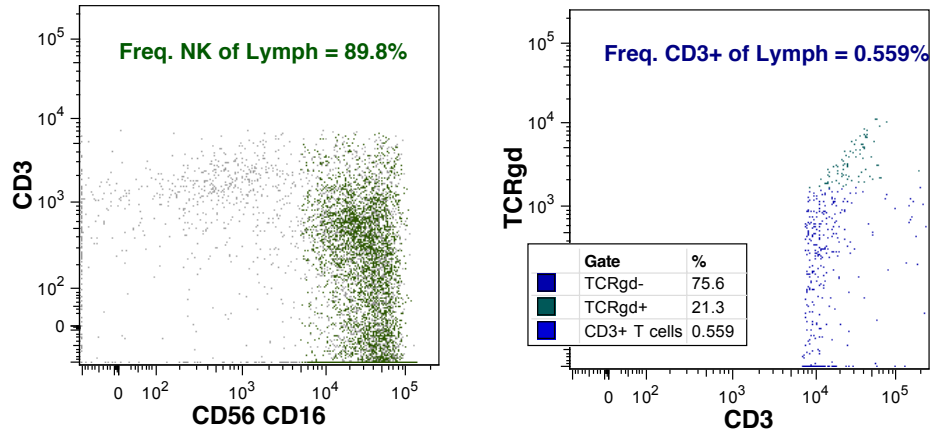 Freq. NK of Lymph = 89.8%
10^5
10^4
10^3
10^2
0
CD3
0 10^2 10^3 10^4 10^5
CD56 CD16
Freq. CD3+ of Lymph = 0.559%
10^5
10^4
10^3
TCRgd
Gate %
TCRgd- 75.6
TCRgd+ 21.3
CD3+ T cells 0.559
0 10^2 10^3 10^4 10^5
CD3